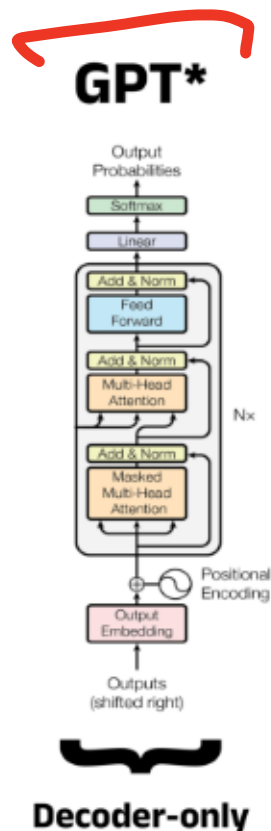 GPT*
Output
Probabilities
Softmax
Linear
Add & Norm
Feed
Forward
Add & Norm
Multi-Head
Attention
Nx
Add & Norm
Masked
Multi-Head
Attention
Positional
Encoding
Output
Embedding
Outputs
(shifted right)
Decoder-only